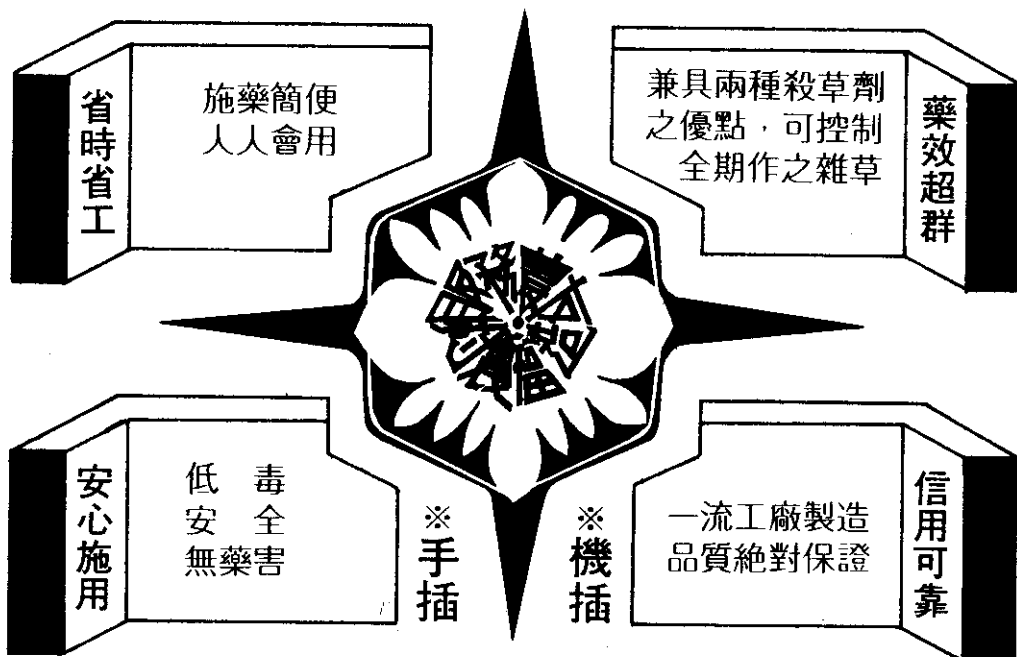 省時省工
施藥簡便
人人會用
兼具兩種殺草劑
之優點，可控制
全期作之雜草
藥效超群
安心施用
低　毒
安　全
無藥害
※手插
※機插
一流工廠製造
品質絕對保證
信用可靠